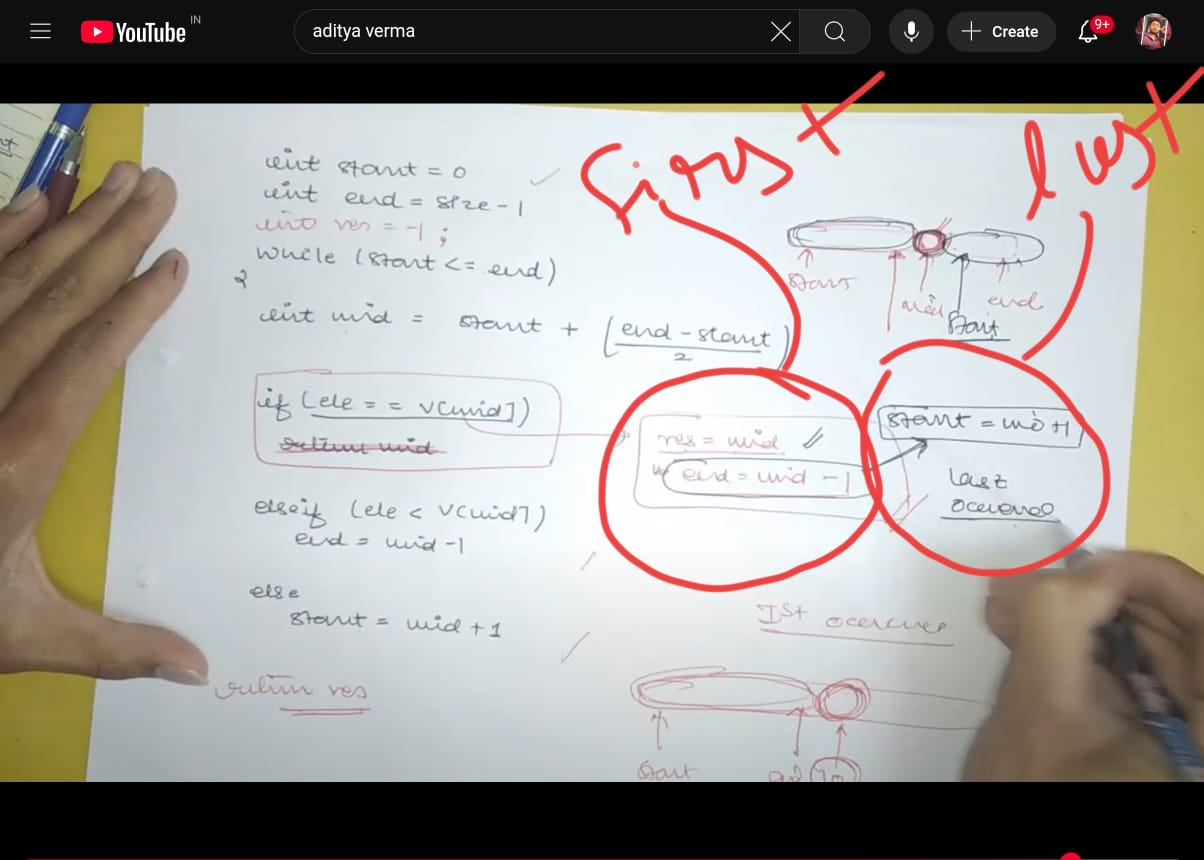 YouTube IN
aditya verma
Create
9+
first
last
int start = 0
int end = size - 1
int res = -1 ;
while (start <= end)
{
int mid = start + (end - start / 2)
if (ele == v[mid])
return mid
res = mid
end = mid - 1
start = mid + 1
last
else if (ele < v[mid])
end = mid - 1
else
start = mid + 1
return res
start
mid
end
start
Ist
start